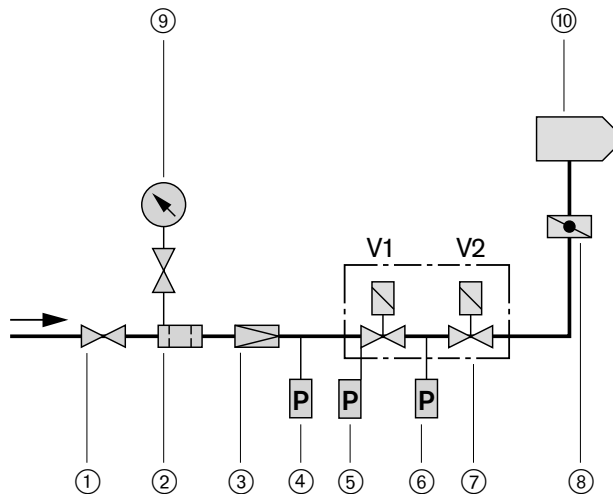 ⑨ ⑩
V1 V2
P P P
① ② ③ ④ ⑤ ⑥ ⑦ ⑧